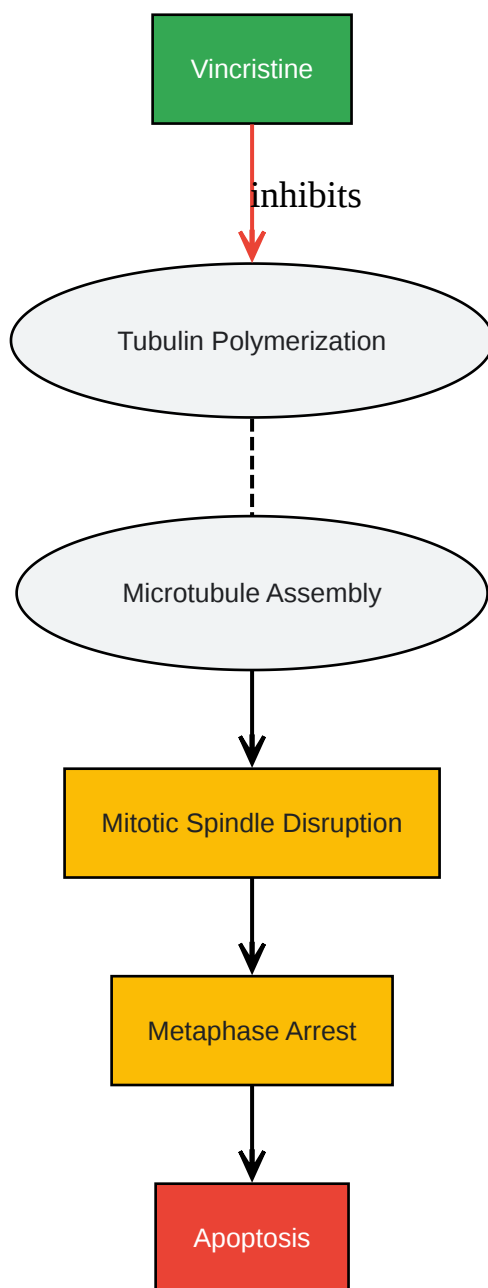 Vincristine
inhibits
Tubulin Polymerization
Microtubule Assembly
Mitotic Spindle Disruption
Metaphase Arrest
Apoptosis